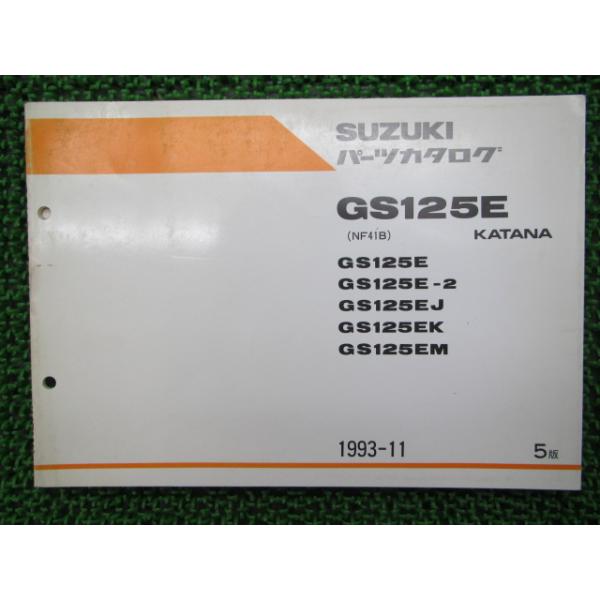 SUZUKI
パーツカタログ
GS125E
(NF41B) KATANA
GS125E
GS125E-2
GS125EJ
GS125EK
GS125EM
1993-11 5版